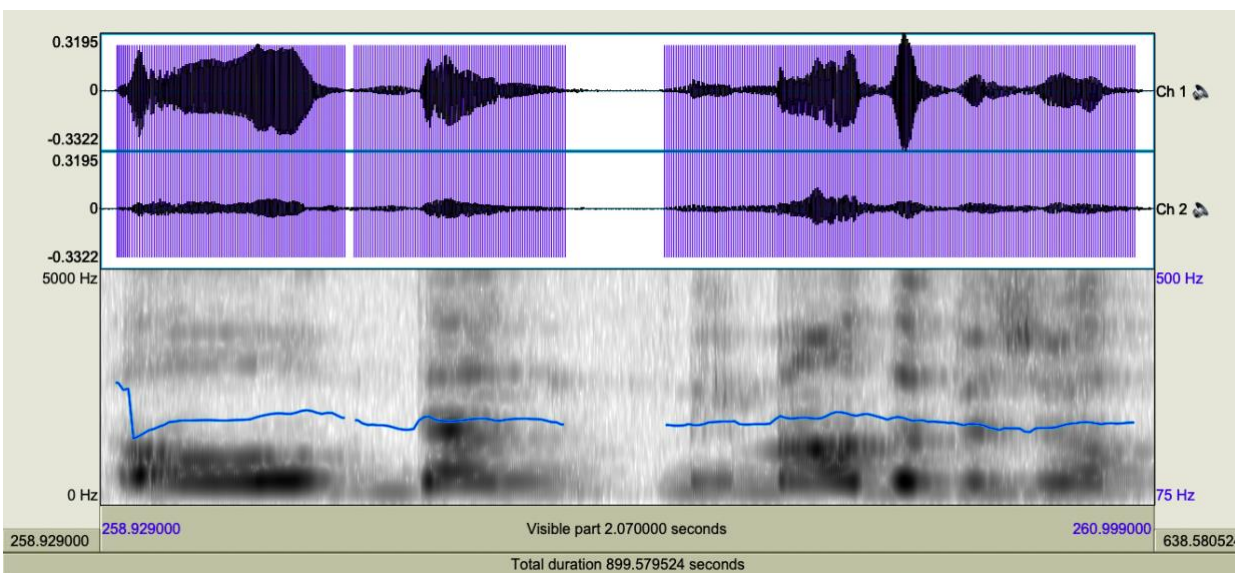 0.3195
0
-0.3322
Ch 1
0.3195
0
-0.3322
Ch 2
5000 Hz
500 Hz
0 Hz
75 Hz
258.929000
Visible part 2.070000 seconds
260.999000
258.929000
638.580524
Total duration 899.579524 seconds